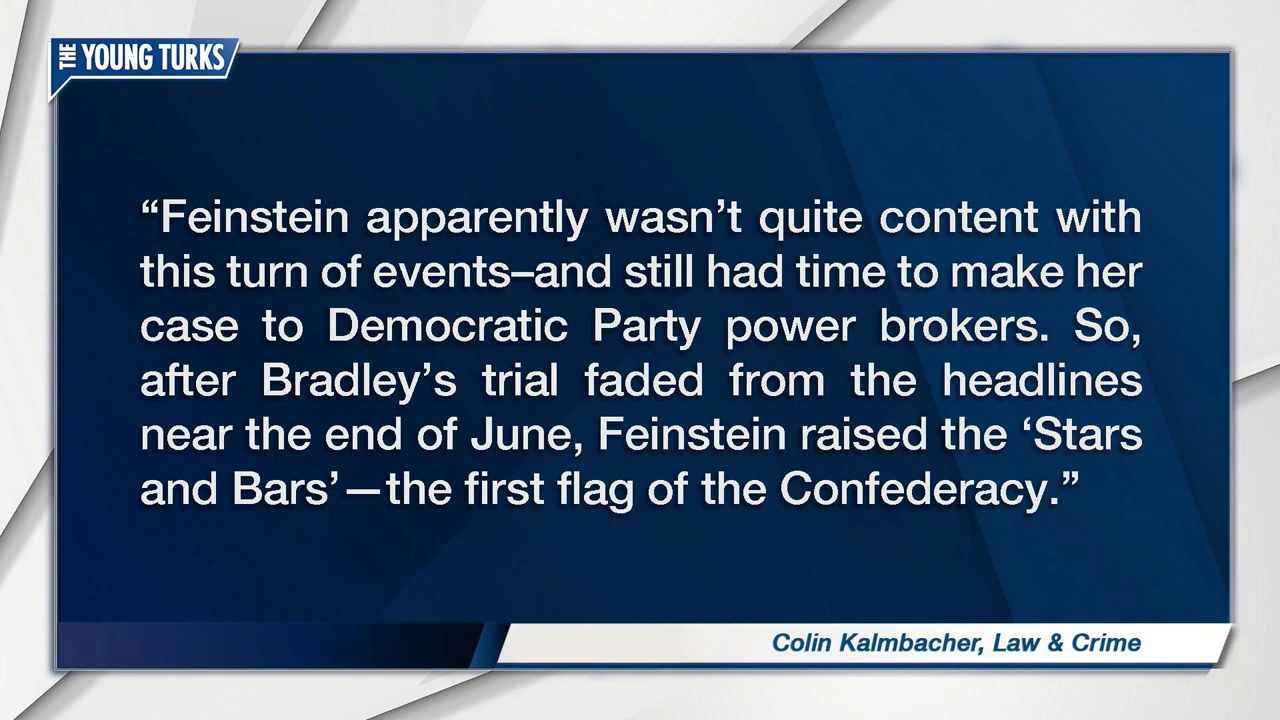 THE YOUNG TURKS
“Feinstein apparently wasn’t quite content with
this turn of events–and still had time to make her
case to Democratic Party power brokers. So,
after Bradley’s trial faded from the headlines
near the end of June, Feinstein raised the ‘Stars
and Bars’—the first flag of the Confederacy.”
Colin Kalmbacher, Law & Crime